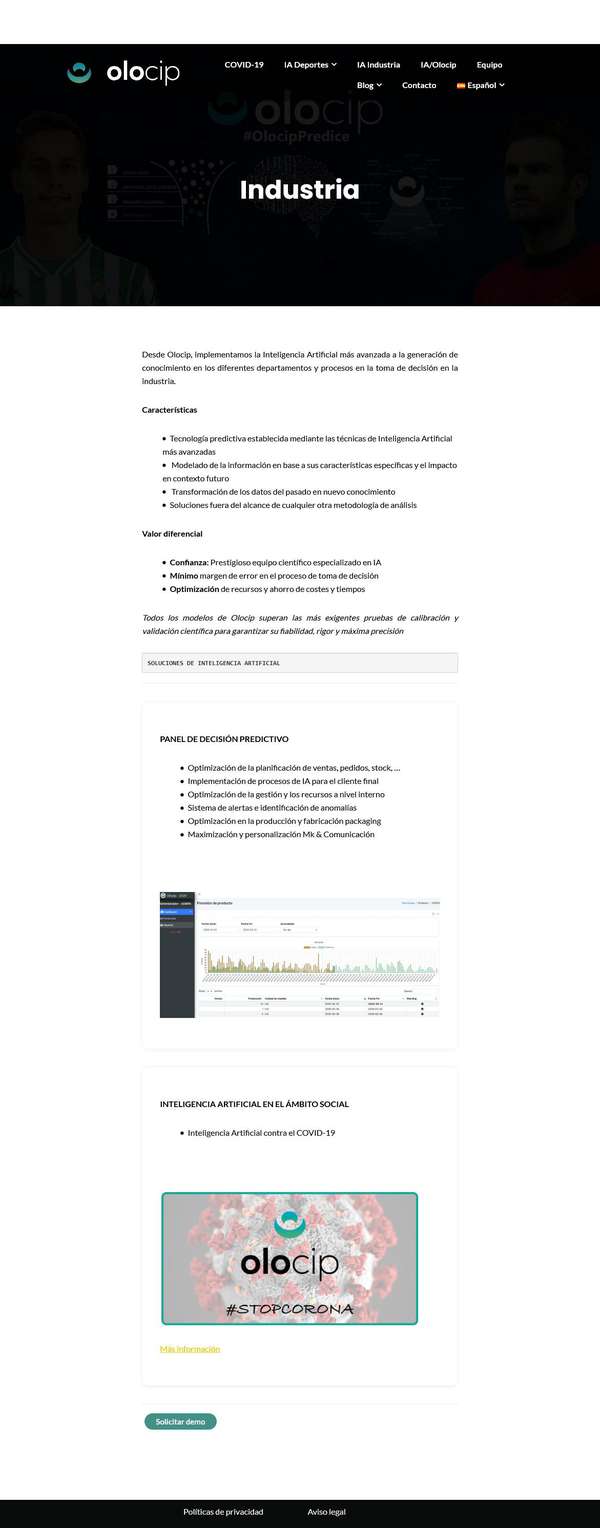 olocip
COVID-19 IA Deportes IA Industria IA/Olocip Equipo
Blog Contacto Español
olocip
#OlocipPredice
Industria
Desde Olocip, implementamos la Inteligencia Artificial más avanzada a la generación de
conocimiento en los diferentes departamentos y procesos en la toma de decisión en la
industria.
Características
• Tecnología predictiva establecida mediante las técnicas de Inteligencia Artificial
más avanzadas
• Modelado de la información en base a sus características específicas y el impacto
en contexto futuro
• Transformación de los datos del pasado en nuevo conocimiento
• Soluciones fuera del alcance de cualquier otra metodología de análisis
Valor diferencial
• Confianza: Prestigioso equipo científico especializado en IA
• Mínimo margen de error en el proceso de toma de decisión
• Optimización de recursos y ahorro de costes y tiempos
Todos los modelos de Olocip superan las más exigentes pruebas de calibración y
validación científica para garantizar su fiabilidad, rigor y máxima precisión
SOLUCIONES DE INTELIGENCIA ARTIFICIAL
PANEL DE DECISIÓN PREDICTIVO
• Optimización de la planificación de ventas, pedidos, stock, ...
• Implementación de procesos de IA para el cliente final
• Optimización de la gestión y los recursos a nivel interno
• Sistema de alertas e identificación de anomalías
• Optimización en la producción y fabricación packaging
• Maximización y personalización Mk & Comunicación
Previsión de producto
INTELIGENCIA ARTIFICIAL EN EL ÁMBITO SOCIAL
• Inteligencia Artificial contra el COVID-19
olocip
#STOPCORONA
Más información
Solicitar demo
Políticas de privacidad Aviso legal